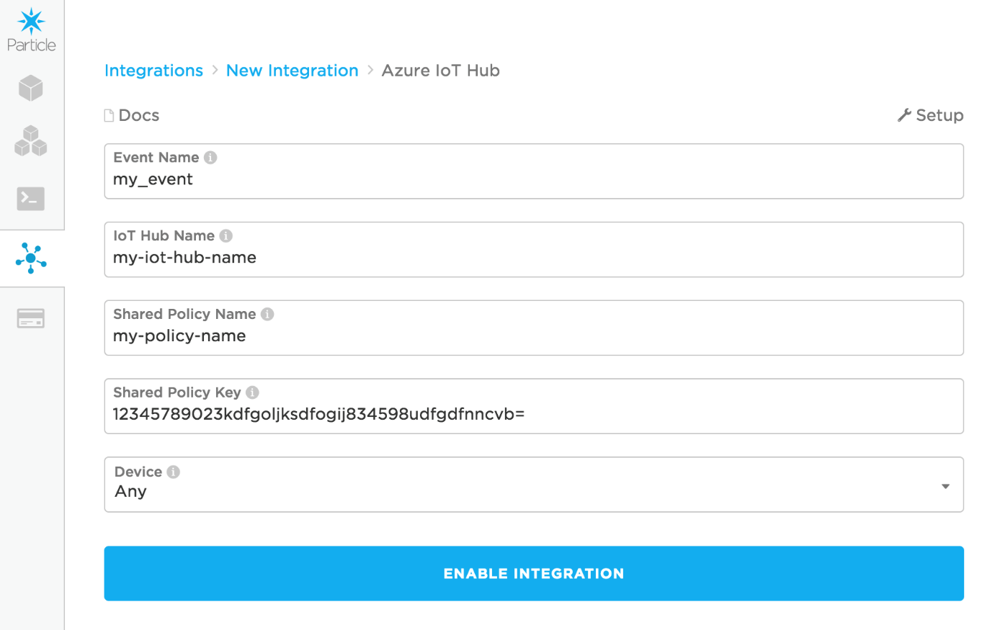 Particle
Integrations > New Integration > Azure IoT Hub
Docs
Setup
Event Name
my_event
IoT Hub Name
my-iot-hub-name
Shared Policy Name
my-policy-name
Shared Policy Key
12345789023kdfgoljksdfogij834598udfgdfnncvb=
Device
Any
ENABLE INTEGRATION